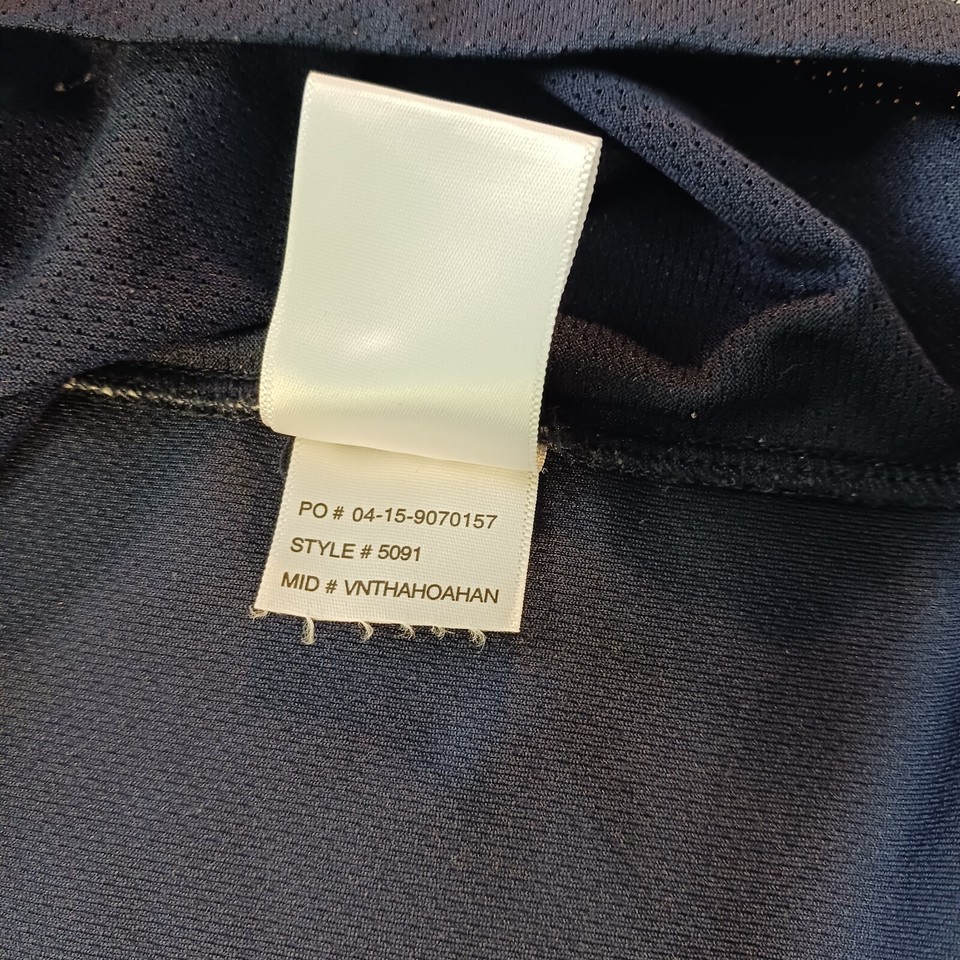 PO # 04-15-9070157
STYLE # 5091
MID # VNTHAHOAHAN